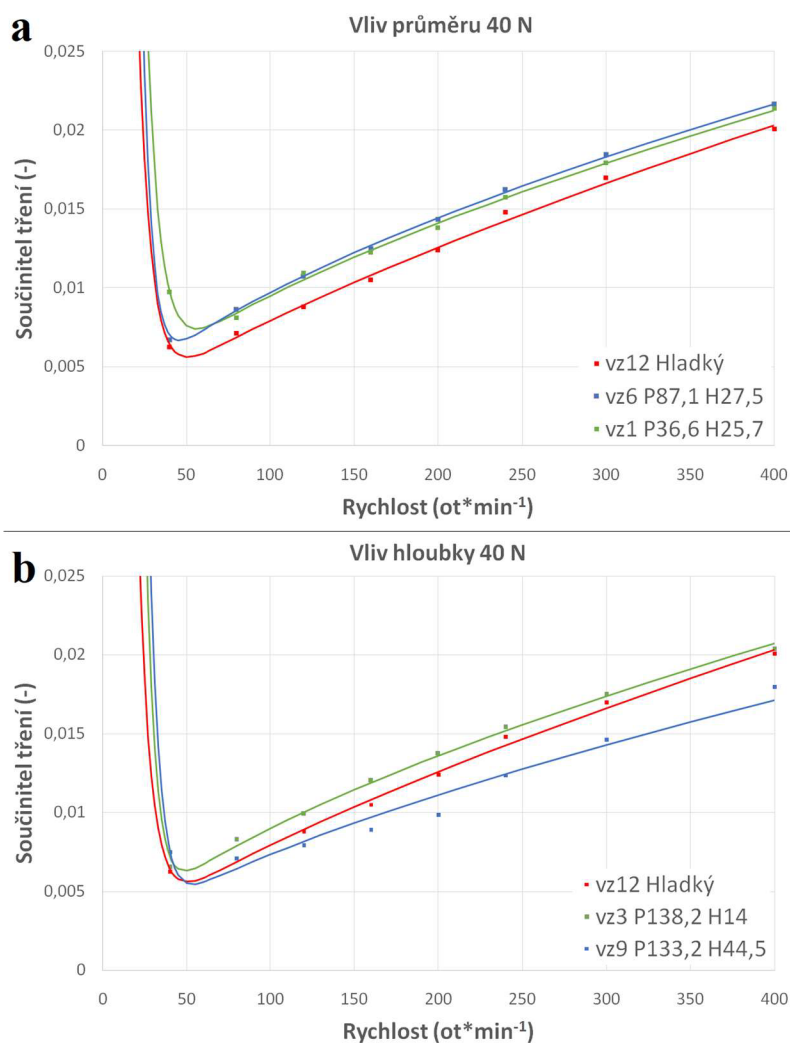 a
Vliv průměru 40 N
0,025
0,02
0,015
0,01
0,005
0
Součinitel tření (-)
vz12 Hladký
vz6 P87,1 H27,5
vz1 P36,6 H25,7
0 50 100 150 200 250 300 350 400
Rychlost (ot*min⁻¹)
b
Vliv hloubky 40 N
0,025
0,02
0,015
0,01
0,005
0
Součinitel tření (-)
vz12 Hladký
vz3 P138,2 H14
vz9 P133,2 H44,5
0 50 100 150 200 250 300 350 400
Rychlost (ot*min⁻¹)